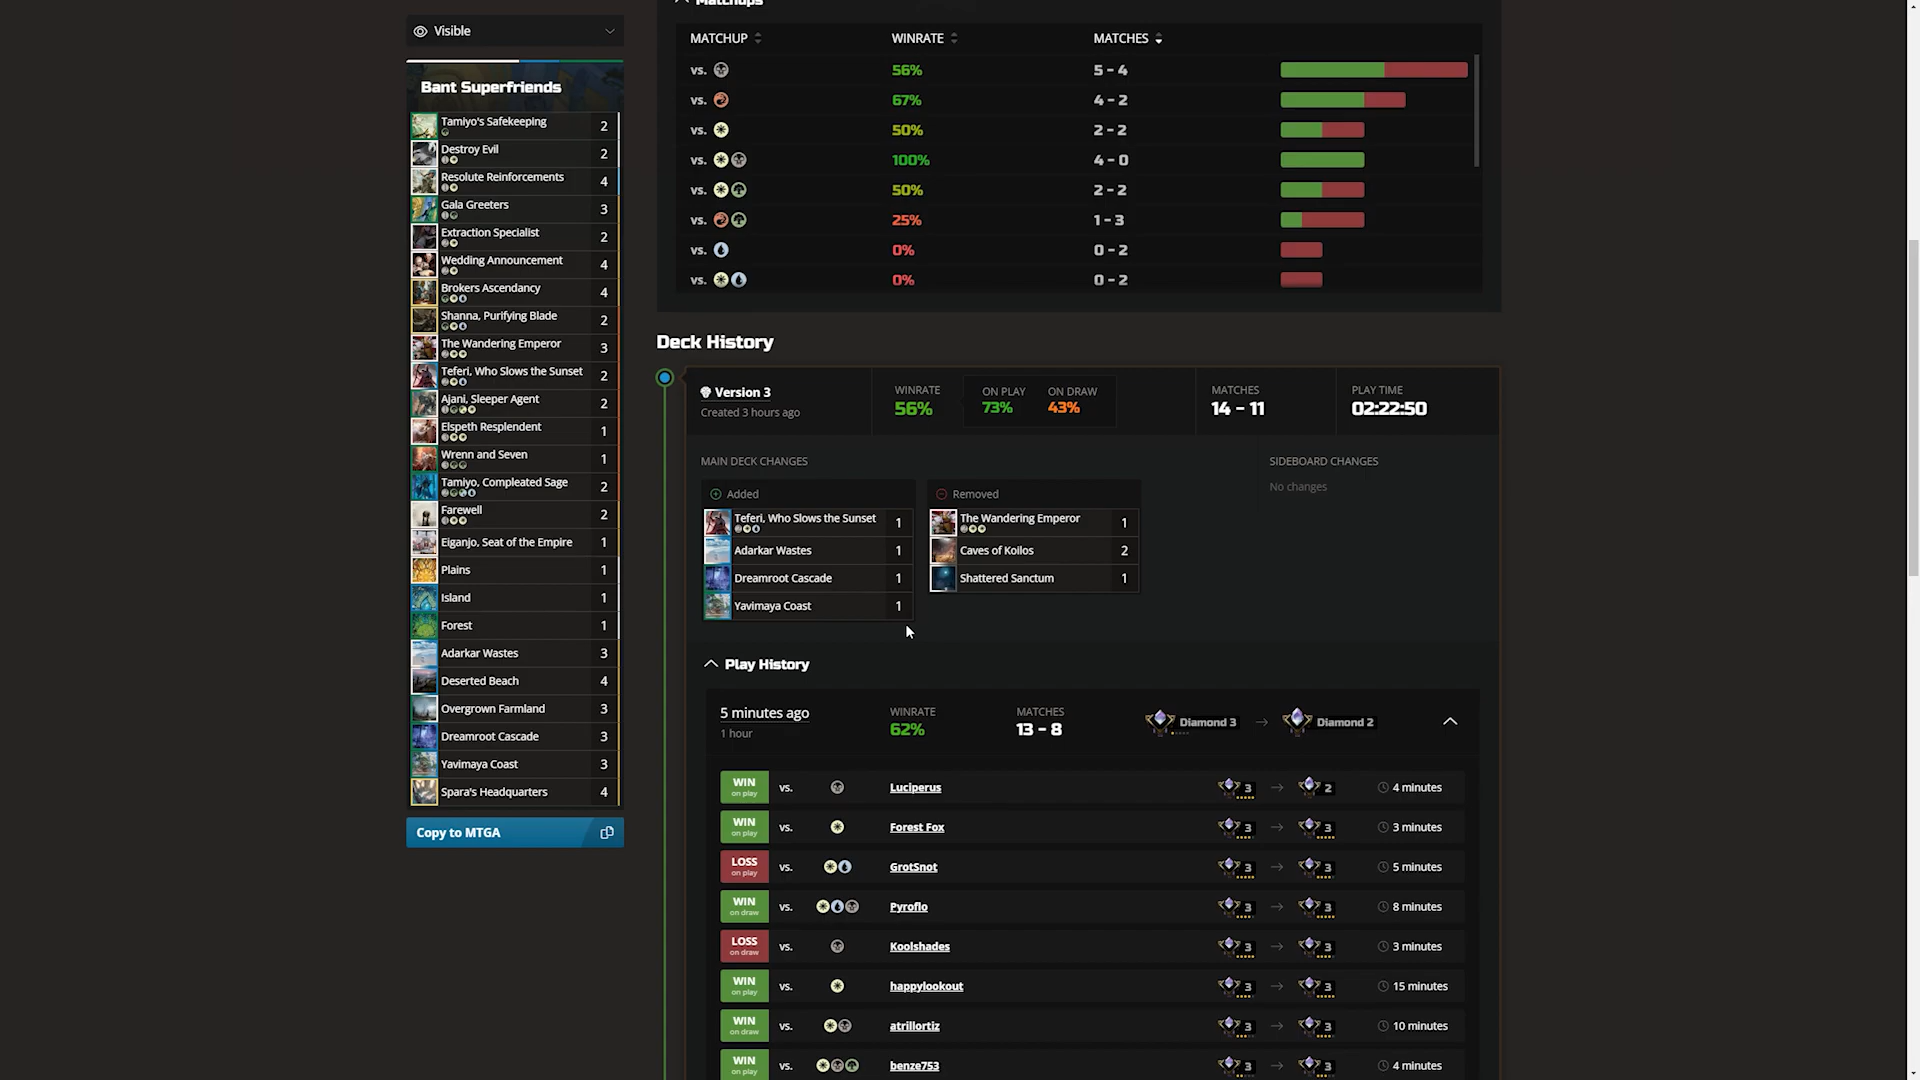 Visible
Bant Superfriends
Tamiyo's Safekeeping 2
Destroy Evil 2
Resolute Reinforcements 4
Gala Greeters 3
Extraction Specialist 2
Wedding Announcement 4
Brokers Ascendancy 4
Shanna, Purifying Blade 2
The Wandering Emperor 3
Teferi, Who Slows the Sunset 2
Ajani, Sleeper Agent 2
Elspeth Resplendent 1
Wrenn and Seven 1
Tamiyo, Compleated Sage 2
Farewell 2
Eiganjo, Seat of the Empire 1
Plains 1
Island 1
Forest 1
Adarkar Wastes 3
Deserted Beach 4
Overgrown Farmland 3
Dreamroot Cascade 3
Yavimaya Coast 3
Spara's Headquarters 4
Copy to MTGA
Matchups
MATCHUP WINRATE MATCHES
vs. 56% 5 - 4
vs. 67% 4 - 2
vs. 50% 2 - 2
vs. 100% 4 - 0
vs. 50% 2 - 2
vs. 25% 1 - 3
vs. 0% 0 - 2
vs. 0% 0 - 2
Deck History
Version 3
Created 3 hours ago
WINRATE
56%
ON PLAY
73%
ON DRAW
43%
MATCHES
14 - 11
PLAY TIME
02:22:50
MAIN DECK CHANGES
Added
Teferi, Who Slows the Sunset 1
Adarkar Wastes 1
Dreamroot Cascade 1
Yavimaya Coast 1
Removed
The Wandering Emperor 1
Caves of Koilos 2
Shattered Sanctum 1
SIDEBOARD CHANGES
No changes
Play History
5 minutes ago
1 hour
WINRATE
62%
MATCHES
13 - 8
Diamond 3 → Diamond 2
WIN on play vs. Luciperus 3 → 2 4 minutes
WIN on play vs. Forest Fox 3 → 3 3 minutes
LOSS on play vs. GrotSnot 3 → 3 5 minutes
WIN on draw vs. Pyroflo 3 → 3 8 minutes
LOSS on draw vs. Koolshades 3 → 3 3 minutes
WIN on play vs. happylookout 3 → 3 15 minutes
WIN on draw vs. atrillortiz 3 → 3 10 minutes
WIN on play vs. benze753 3 → 3 4 minutes